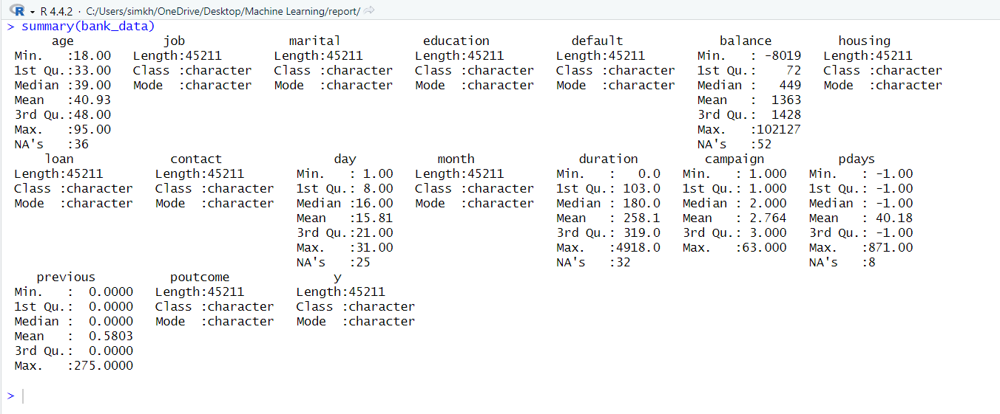 R 4.4.2 · C:/Users/simkh/OneDrive/Desktop/Machine Learning/report/
> summary(bank_data)
age job marital education default balance housing
Min. :18.00 Length:45211 Length:45211 Length:45211 Length:45211 Min. : -8019 Length:45211
1st Qu.:33.00 Class :character Class :character Class :character Class :character 1st Qu.: 72 Class :character
Median :39.00 Mode :character Mode :character Mode :character Mode :character Median : 449 Mode :character
Mean :40.93 Mean : 1363
3rd Qu.:48.00 3rd Qu.: 1428
Max. :95.00 Max. :102127
NA's :36 NA's :52
loan contact day month duration campaign pdays
Length:45211 Length:45211 Min. : 1.00 Length:45211 Min. : 0.0 Min. : 1.000 Min. : -1.00
Class :character Class :character 1st Qu.: 8.00 Class :character 1st Qu.: 103.0 1st Qu.: 1.000 1st Qu.: -1.00
Mode :character Mode :character Median :16.00 Mode :character Median : 180.0 Median : 2.000 Median : -1.00
Mean :15.81 Mean : 258.1 Mean : 2.764 Mean : 40.18
3rd Qu.:21.00 3rd Qu.: 319.0 3rd Qu.: 3.000 3rd Qu.: -1.00
Max. :31.00 Max. :4918.0 Max. :63.000 Max. :871.00
NA's :25 NA's :32 NA's :8
previous poutcome y
Min. : 0.0000 Length:45211 Length:45211
1st Qu.: 0.0000 Class :character Class :character
Median : 0.0000 Mode :character Mode :character
Mean : 0.5803
3rd Qu.: 0.0000
Max. :275.0000
>